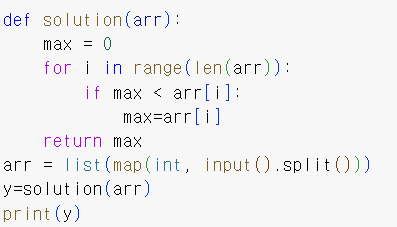 def solution(arr):
    max = 0
    for i in range(len(arr)):
        if max < arr[i]:
            max=arr[i]
    return max
arr = list(map(int, input().split()))
y=solution(arr)
print(y)